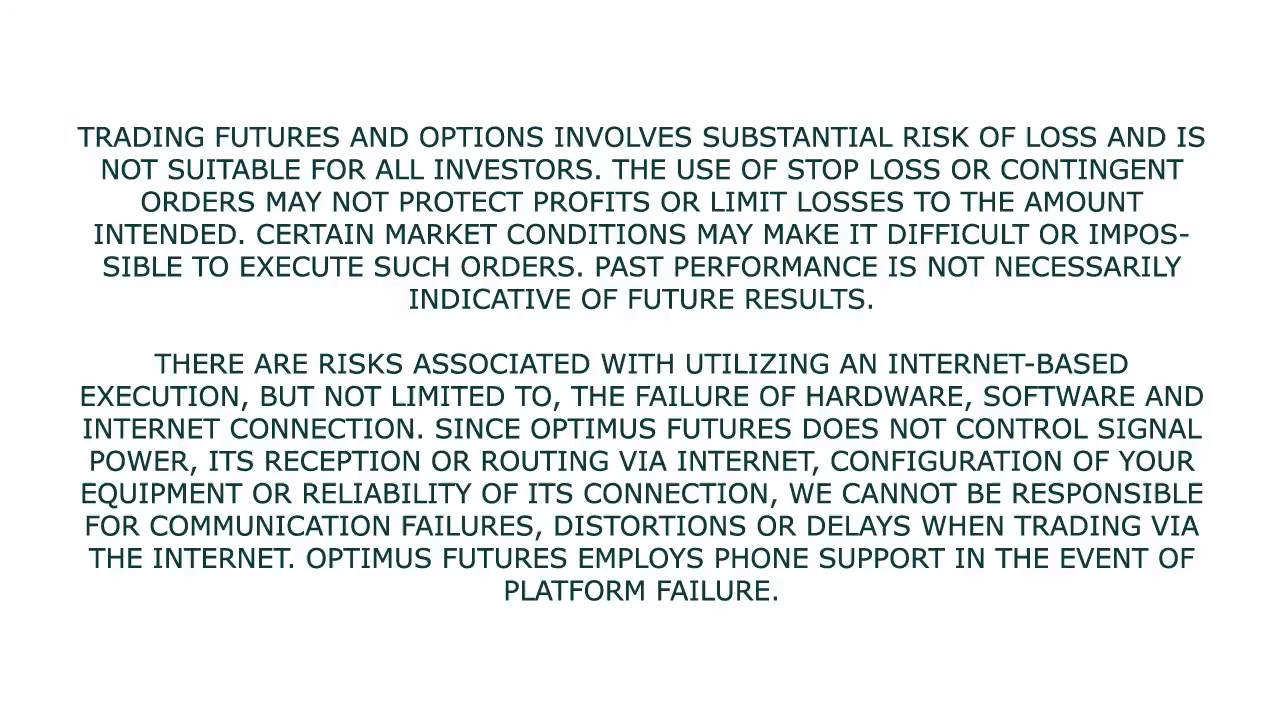 TRADING FUTURES AND OPTIONS INVOLVES SUBSTANTIAL RISK OF LOSS AND IS
NOT SUITABLE FOR ALL INVESTORS. THE USE OF STOP LOSS OR CONTINGENT
ORDERS MAY NOT PROTECT PROFITS OR LIMIT LOSSES TO THE AMOUNT
INTENDED. CERTAIN MARKET CONDITIONS MAY MAKE IT DIFFICULT OR IMPOS-
SIBLE TO EXECUTE SUCH ORDERS. PAST PERFORMANCE IS NOT NECESSARILY
INDICATIVE OF FUTURE RESULTS.
THERE ARE RISKS ASSOCIATED WITH UTILIZING AN INTERNET-BASED
EXECUTION, BUT NOT LIMITED TO, THE FAILURE OF HARDWARE, SOFTWARE AND
INTERNET CONNECTION. SINCE OPTIMUS FUTURES DOES NOT CONTROL SIGNAL
POWER, ITS RECEPTION OR ROUTING VIA INTERNET, CONFIGURATION OF YOUR
EQUIPMENT OR RELIABILITY OF ITS CONNECTION, WE CANNOT BE RESPONSIBLE
FOR COMMUNICATION FAILURES, DISTORTIONS OR DELAYS WHEN TRADING VIA
THE INTERNET. OPTIMUS FUTURES EMPLOYS PHONE SUPPORT IN THE EVENT OF
PLATFORM FAILURE.